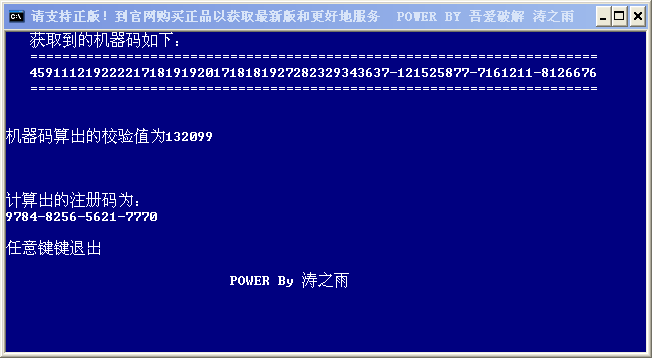 请支持正版！到官网购买正品以获取最新版和更好地服务  POWER BY 吾爱破解 涛之雨
获取到的机器码如下：
=======================================================================
45911121922221718191920171818192728232934​3637-121525877-7161211-8126676
=======================================================================
机器码算出的校验值为132099
计算出的注册码为：
9784-8256-5621-7770
任意键键退出
POWER By 涛之雨